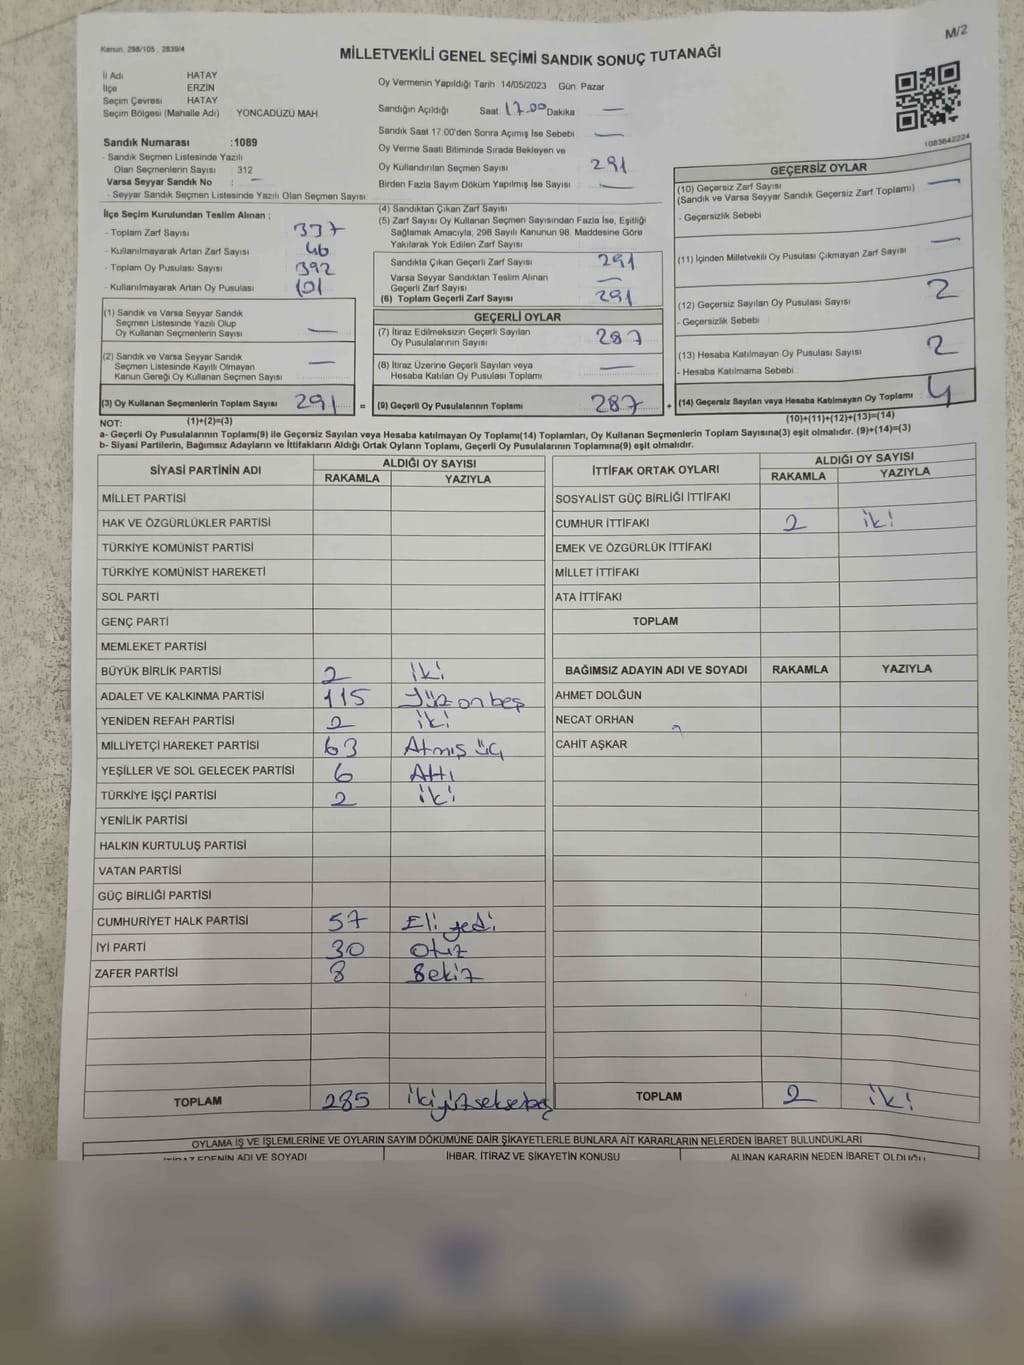 M/2
Kanun: 298/105 , 2839/4
MİLLETVEKİLİ GENEL SEÇİMİ SANDIK SONUÇ TUTANAĞI
İl Adı HATAY
İlçe ERZİN
Seçim Çevresi HATAY
Seçim Bölgesi (Mahalle Adı) YONCADÜZÜ MAH.
Sandık Numarası :1089
- Sandık Seçmen Listesinde Yazılı
Olan Seçmenlerin Sayısı 312
Varsa Seyyar Sandık No : —
- Seyyar Sandık Seçmen Listesinde Yazılı Olan Seçmen Sayısı
İlçe Seçim Kurulundan Teslim Alınan ;
- Toplam Zarf Sayısı 337
- Kullanılmayarak Artan Zarf Sayısı 46
- Toplam Oy Pusulası Sayısı 392
- Kullanılmayarak Artan Oy Pusulası 101
(1) Sandık ve Varsa Seyyar Sandık
Seçmen Listesinde Yazılı Olup
Oy Kullanan Seçmenlerin Sayısı —
(2) Sandık ve Varsa Seyyar Sandık
Seçmen Listesinde Kayıtlı Olmayan
Kanun Gereği Oy Kullanan Seçmen Sayısı —
(3) Oy Kullanan Seçmenlerin Toplam Sayısı 291 =
(1)+(2)=(3)
Oy Vermenin Yapıldığı Tarih :14/05/2023 Gün: Pazar
Sandığın Açıldığı Saat 17.00 Dakika —
Sandık Saat 17:00'den Sonra Açımış İse Sebebi —
Oy Verme Saati Bitiminde Sırada Bekleyen ve
Oy Kullandırılan Seçmen Sayısı 291
Birden Fazla Sayım Döküm Yapılmış İse Sayısı —
(4) Sandıktan Çıkan Zarf Sayısı
(5) Zarf Sayısı Oy Kullanan Seçmen Sayısından Fazla İse, Eşitliği
Sağlamak Amacıyla; 298 Sayılı Kanunun 98. Maddesine Göre
Yakılarak Yok Edilen Zarf Sayısı
Sandıkta Çıkan Geçerli Zarf Sayısı 291
Varsa Seyyar Sandıktan Teslim Alınan
Geçerli Zarf Sayısı —
(6) Toplam Geçerli Zarf Sayısı 291
GEÇERLİ OYLAR
(7) İtiraz Edilmeksizin Geçerli Sayılan
Oy Pusulalarının Sayısı 287
(8) İtiraz Üzerine Geçerli Sayılan veya
Hesaba Katılan Oy Pusulası Toplamı —
(9) Geçerli Oy Pusulalarının Toplamı 287 +
1083642224
GEÇERSİZ OYLAR
(10) Geçersiz Zarf Sayısı —
(Sandık ve Varsa Seyyar Sandık Geçersiz Zarf Toplamı)
- Geçersizlik Sebebi
(11) İçinden Milletvekili Oy Pusulası Çıkmayan Zarf Sayısı —
(12) Geçersiz Sayılan Oy Pusulası Sayısı 2
- Geçersizlik Sebebi :
(13) Hesaba Katılmayan Oy Pusulası Sayısı 2
- Hesaba Katılmama Sebebi :
(14) Geçersiz Sayılan veya Hesaba Katılmayan Oy Toplamı 4
(10)+(11)+(12)+(13)=(14)
NOT:
a- Geçerli Oy Pusulalarının Toplamı(9) ile Geçersiz Sayılan veya Hesaba katılmayan Oy Toplamı(14) Toplamları, Oy Kullanan Seçmenlerin Toplam Sayısına(3) eşit olmalıdır. (9)+(14)=(3)
b- Siyasi Partilerin, Bağımsız Adayların ve İttifakların Aldığı Ortak Oyların Toplamı, Geçerli Oy Pusulalarının Toplamına(9) eşit olmalıdır.
SİYASİ PARTİNİN ADI ALDIĞI OY SAYISI
RAKAMLA YAZIYLA
MİLLET PARTİSİ
HAK VE ÖZGÜRLÜKLER PARTİSİ
TÜRKİYE KOMÜNİST PARTİSİ
TÜRKİYE KOMÜNİST HAREKETİ
SOL PARTİ
GENÇ PARTİ
MEMLEKET PARTİSİ
BÜYÜK BİRLİK PARTİSİ 2 iki
ADALET VE KALKINMA PARTİSİ 115 Yüz on beş
YENİDEN REFAH PARTİSİ 2 iki
MİLLİYETÇİ HAREKET PARTİSİ 63 Atmış üç
YEŞİLLER VE SOL GELECEK PARTİSİ 6 Altı
TÜRKİYE İŞÇİ PARTİSİ 2 iki
YENİLİK PARTİSİ
HALKIN KURTULUŞ PARTİSİ
VATAN PARTİSİ
GÜÇ BİRLİĞİ PARTİSİ
CUMHURİYET HALK PARTİSİ 57 Eli yedi
İYİ PARTİ 30 Otuz
ZAFER PARTİSİ 8 Sekiz
TOPLAM 285
İTTİFAK ORTAK OYLARI ALDIĞI OY SAYISI
RAKAMLA YAZIYLA
SOSYALİST GÜÇ BİRLİĞİ İTTİFAKI
CUMHUR İTTİFAKI 2 iki
EMEK VE ÖZGÜRLÜK İTTİFAKI
MİLLET İTTİFAKI
ATA İTTİFAKI
TOPLAM
BAĞIMSIZ ADAYIN ADI VE SOYADI RAKAMLA YAZIYLA
AHMET DOLĞUN
NECAT ORHAN
CAHİT AŞKAR
TOPLAM 2 iki
OYLAMA İŞ VE İŞLEMLERİNE VE OYLARIN SAYIM DÖKÜMÜNE DAİR ŞİKAYETLERLE BUNLARA AİT KARARLARIN NELERDEN İBARET BULUNDUKLARI
İTİRAZ EDENİN ADI VE SOYADI İHBAR, İTİRAZ VE ŞİKAYETİN KONUSU ALINAN KARARIN NEDEN İBARET OLDUĞU